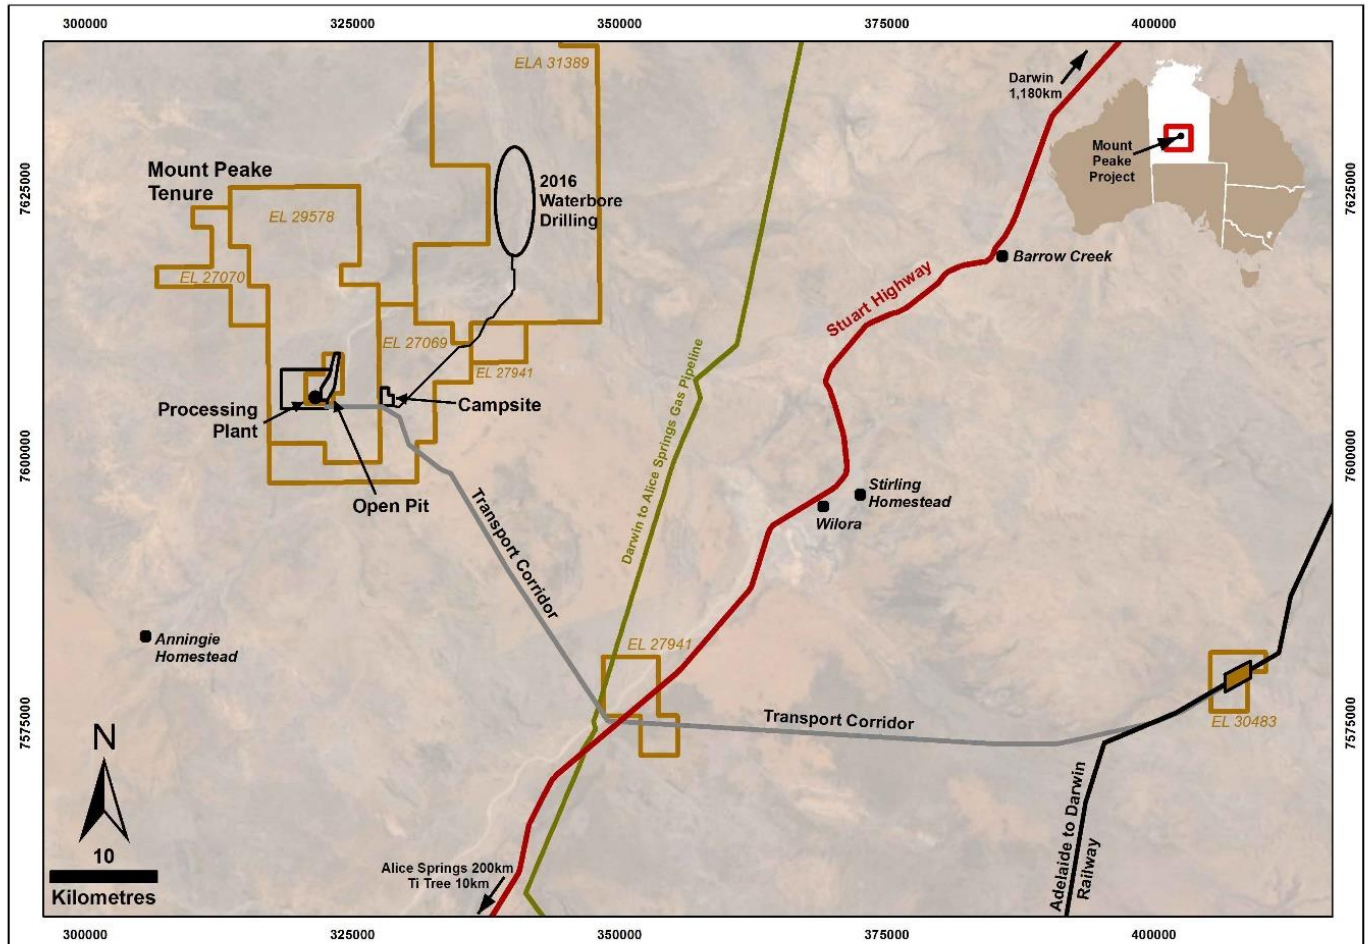 300000
325000
350000
375000
400000
ELA 31389
Darwin
1,180km
Mount
Peake
Project
Mount Peake
Tenure
2016
Waterbore
Drilling
7625000
7625000
EL 29578
EL 27070
Barrow Creek
Stuart Highway
EL 27069
EL 27941
Darwin to Alice Springs Gas Pipeline
Processing
Plant
Campsite
7600000
7600000
Open Pit
Stirling
Homestead
Wilora
Transport Corridor
Anningie
Homestead
EL 27941
7575000
7575000
Transport Corridor
EL 30483
N
10
Kilometres
Alice Springs 200km
Ti Tree 10km
Adelaide to Darwin
Railway
300000
325000
350000
375000
400000